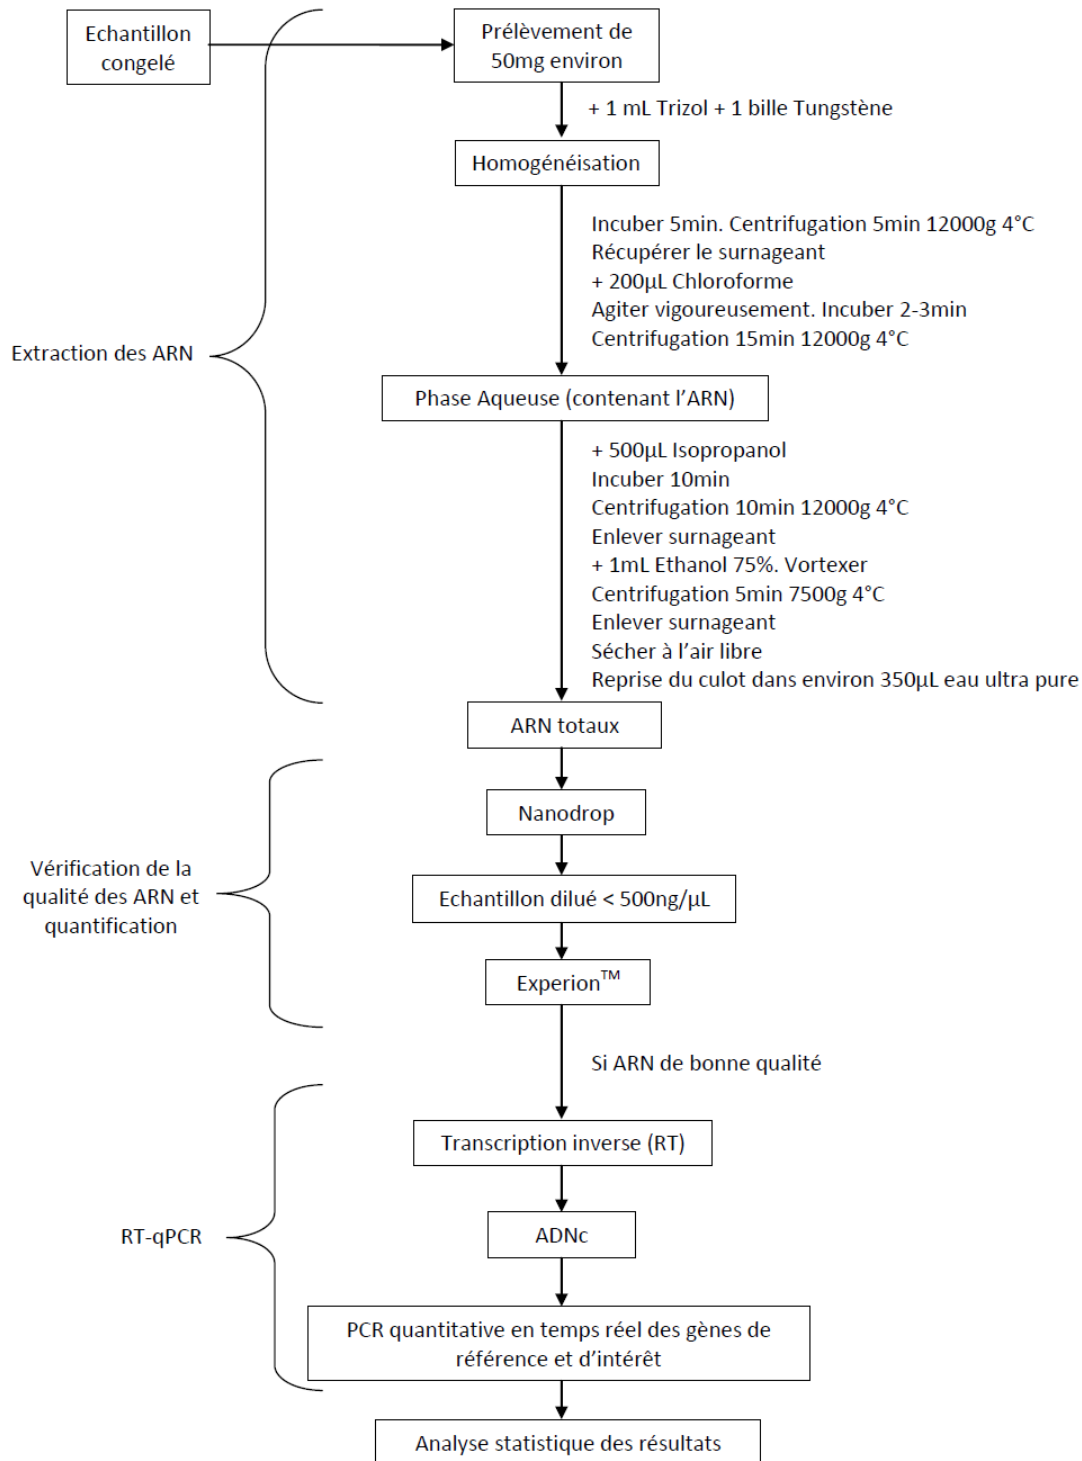 Echantillon
congelé
Prélèvement de
50mg environ
+ 1 mL Trizol + 1 bille Tungstène
Homogénéisation
Incuber 5min. Centrifugation 5min 12000g 4°C
Récupérer le surnageant
+ 200µL Chloroforme
Agiter vigoureusement. Incuber 2-3min
Centrifugation 15min 12000g 4°C
Extraction des ARN
Phase Aqueuse (contenant l'ARN)
+ 500µL Isopropanol
Incuber 10min
Centrifugation 10min 12000g 4°C
Enlever surnageant
+ 1mL Ethanol 75%. Vortexer
Centrifugation 5min 7500g 4°C
Enlever surnageant
Sécher à l'air libre
Reprise du culot dans environ 350µL eau ultra pure
ARN totaux
Nanodrop
Vérification de la
qualité des ARN et
quantification
Echantillon dilué < 500ng/µL
Experion™
Si ARN de bonne qualité
Transcription inverse (RT)
ADNc
RT-qPCR
PCR quantitative en temps réel des gènes de
référence et d'intérêt
Analyse statistique des résultats